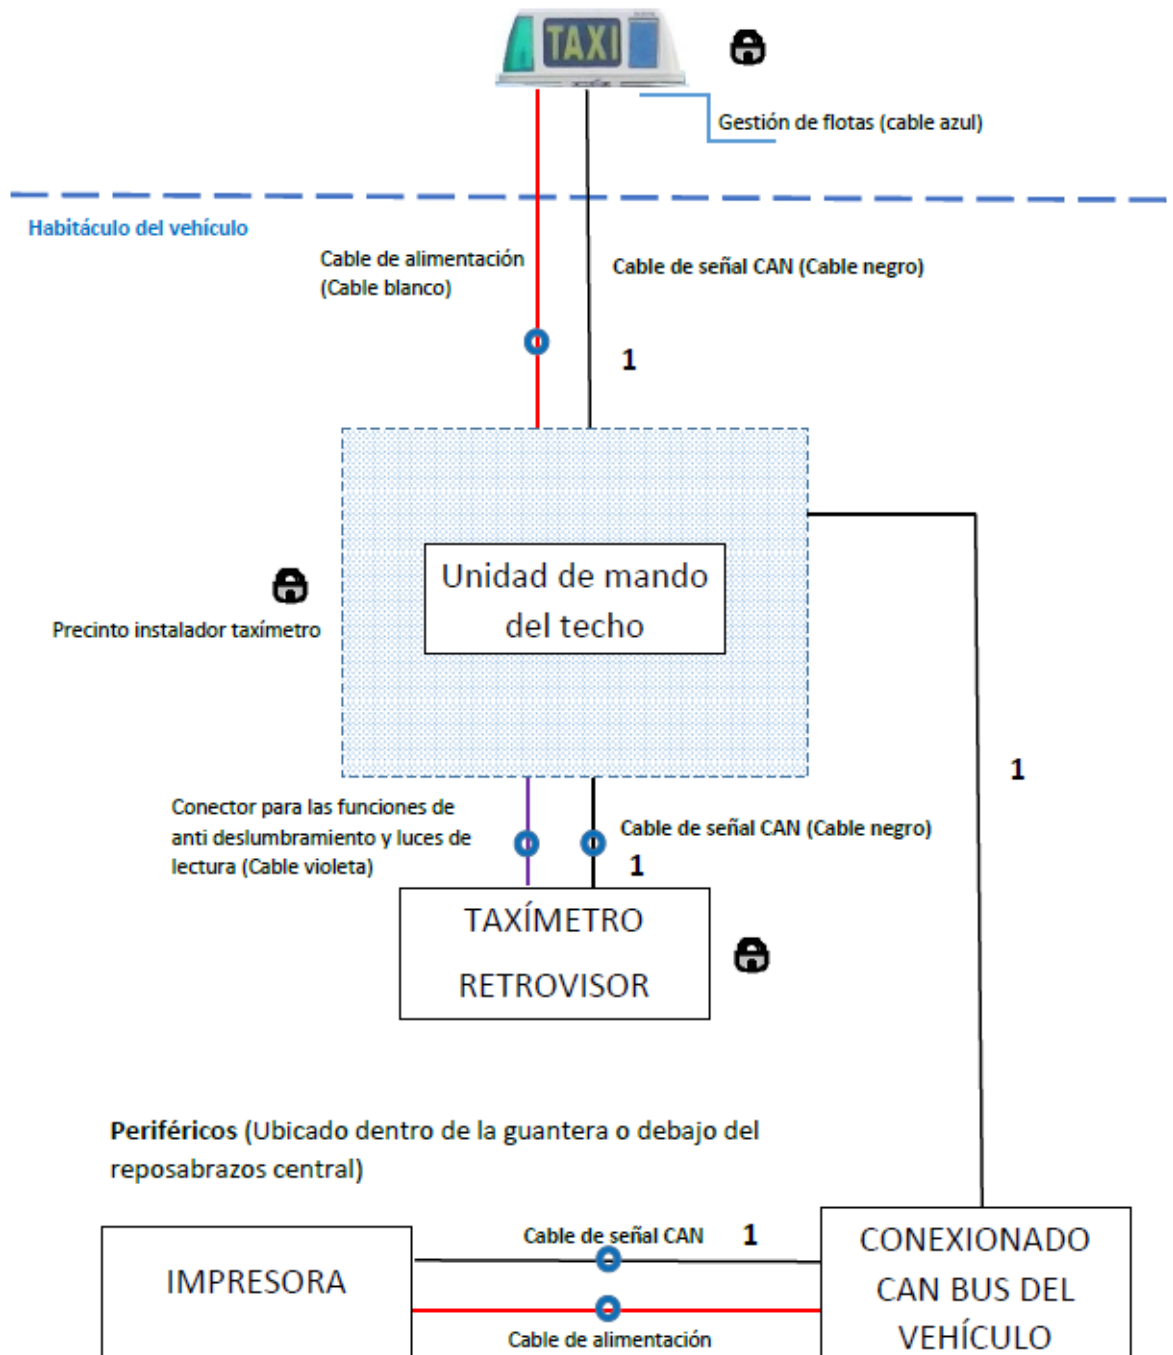 TAXI
Gestión de flotas (cable azul)
Habitáculo del vehículo
Cable de alimentación
(Cable blanco)
Cable de señal CAN (Cable negro)
1
Unidad de mando
del techo
Precinto instalador taxímetro
1
Conector para las funciones de
anti deslumbramiento y luces de
lectura (Cable violeta)
Cable de señal CAN (Cable negro)
1
TAXÍMETRO
RETROVISOR
Periféricos (Ubicado dentro de la guantera o debajo del
reposabrazos central)
Cable de señal CAN
1
IMPRESORA
Cable de alimentación
CONEXIONADO
CAN BUS DEL
VEHÍCULO